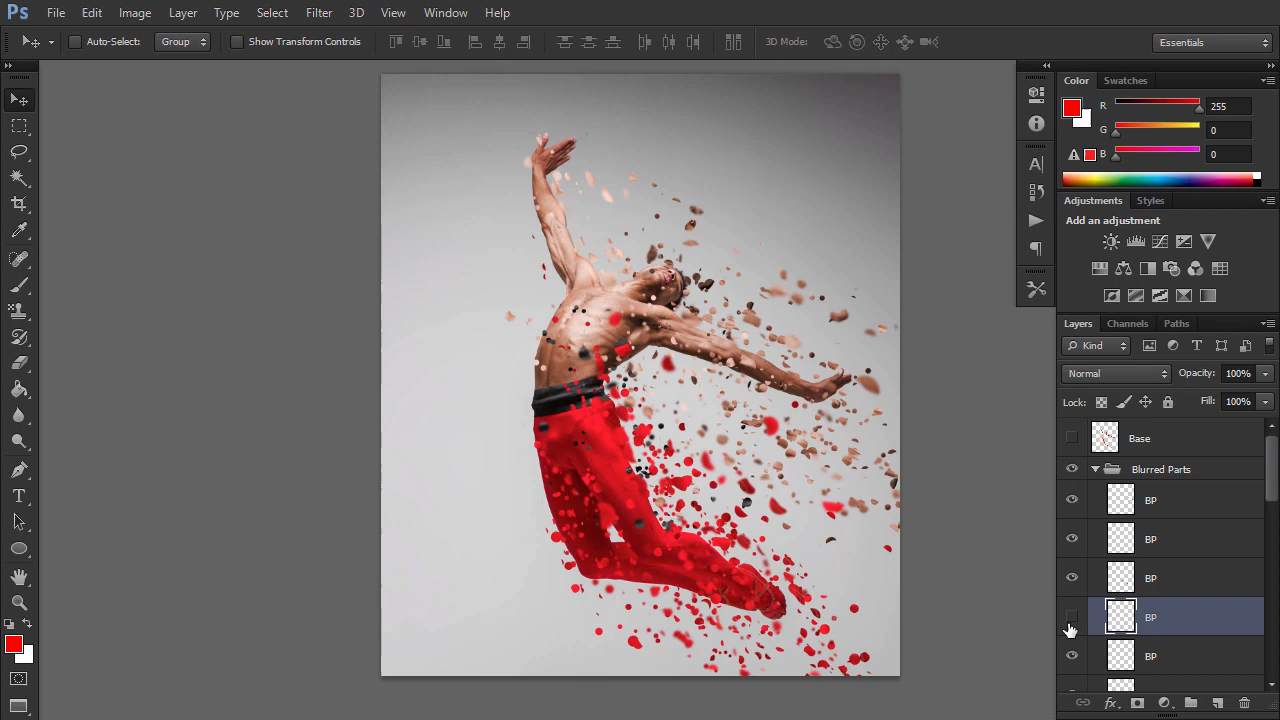 Ps File Edit Image Layer Type Select Filter 3D View Window Help
Auto-Select: Group Show Transform Controls 3D Mode: Essentials
Color Swatches
R 255
G 0
B 0
Adjustments Styles
Add an adjustment
Layers Channels Paths
Kind T
Normal Opacity: 100%
Lock: Fill: 100%
Base
Blurred Parts
BP
BP
BP
BP
BP
T
A
fx